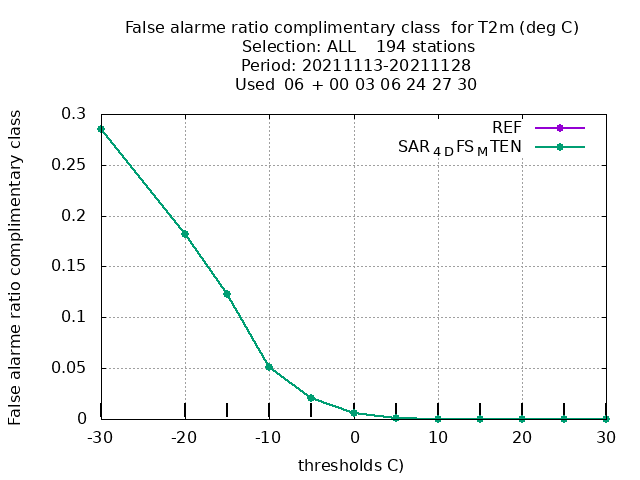 False alarme ratio complimentary class  for T2m (deg C)
Selection: ALL    194 stations
Period: 20211113-20211128
Used  06 + 00 03 06 24 27 30
False alarme ratio complimentary class
REF
SAR4DFSMTEN
0.3
0.25
0.2
0.15
0.1
0.05
0
-30 -20 -10 0 10 20 30
thresholds C)